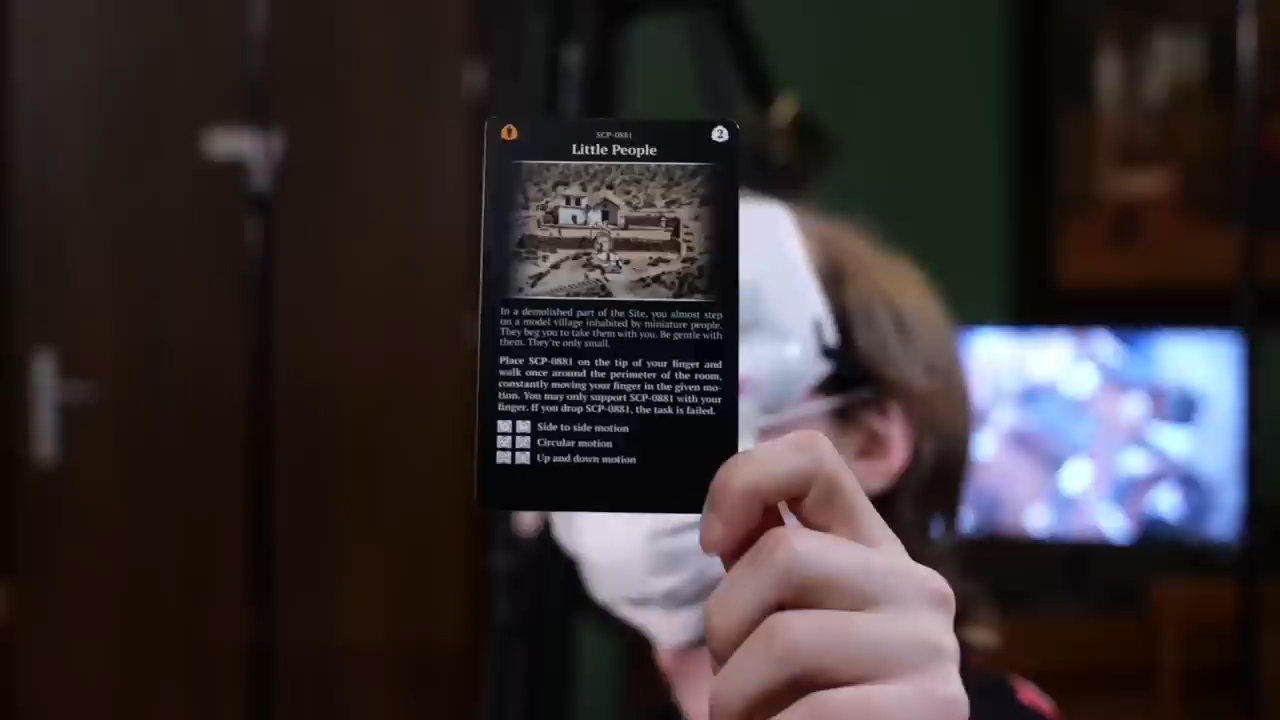 SCP-0881
2
Little People
In a demolished part of the Site, you almost step
on a model village inhabited by miniature people.
They beg you to take them with you. Be gentle with
them. They're only small.
Place SCP-0881 on the tip of your finger and
walk once around the perimeter of the room,
constantly moving your finger in the given mo-
tion. You may only support SCP-0881 with your
finger. If you drop SCP-0881, the task is failed.
Side to side motion
Circular motion
Up and down motion